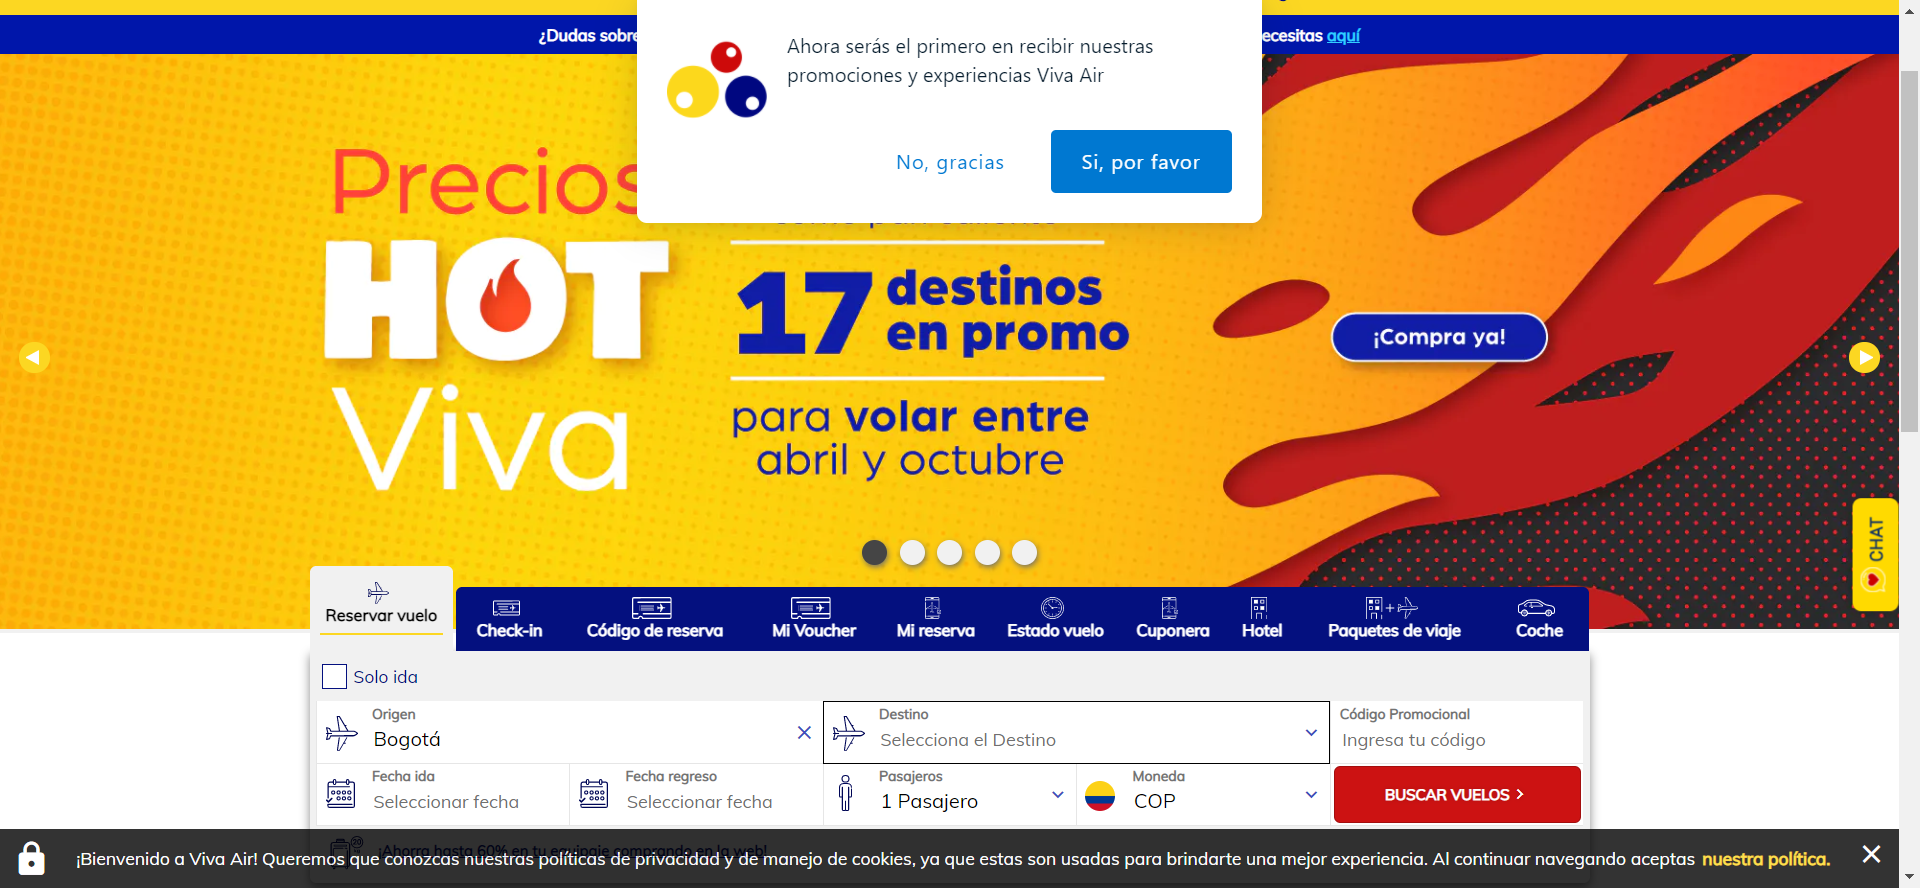 ¿Dudas sobre
ecesitas aquí
Ahora serás el primero en recibir nuestras
promociones y experiencias Viva Air
No, gracias
Si, por favor
Precios
HOT
Viva
17 destinos
en promo
para volar entre
abril y octubre
¡Compra ya!
CHAT
Reservar vuelo
Check-in
Código de reserva
Mi Voucher
Mi reserva
Estado vuelo
Cuponera
Hotel
Paquetes de viaje
Coche
Solo ida
Origen
Bogotá
Destino
Selecciona el Destino
Código Promocional
Ingresa tu código
Fecha ida
Seleccionar fecha
Fecha regreso
Seleccionar fecha
Pasajeros
1 Pasajero
Moneda
COP
BUSCAR VUELOS
¡Ahorra hasta 60% en tu equipaje comprando en la web!
¡Bienvenido a Viva Air! Queremos que conozcas nuestras políticas de privacidad y de manejo de cookies, ya que estas son usadas para brindarte una mejor experiencia. Al continuar navegando aceptas nuestra política.